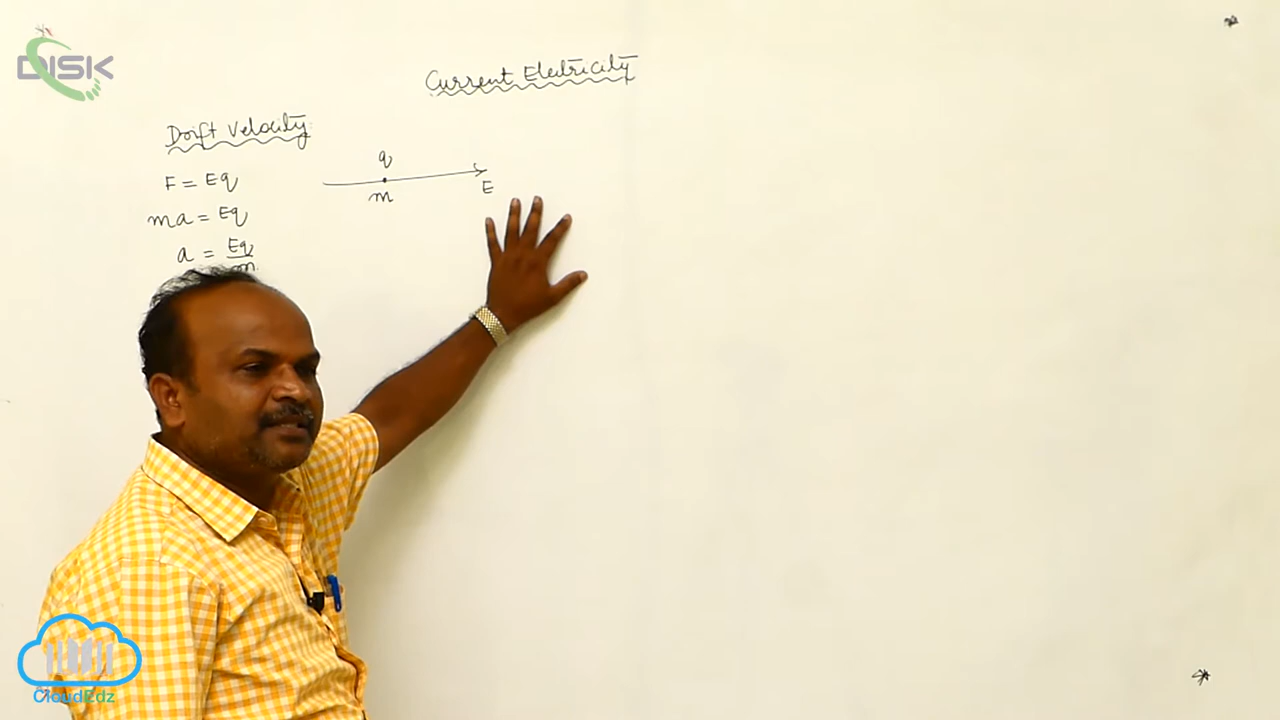 DISK
Current Electricity
Drift Velocity:
F = Eq
q
m
E
ma = Eq
a = Eq/m
CloudEdz